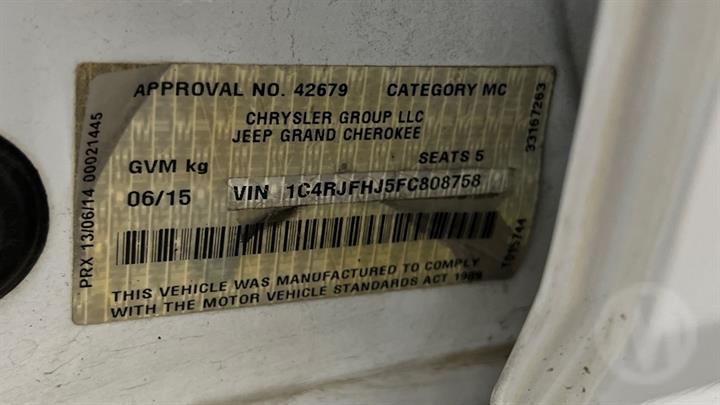 APPROVAL NO. 42679 CATEGORY MC
CHRYSLER GROUP LLC
JEEP GRAND CHEROKEE
GVM kg SEATS 5
06/15 VIN 1C4RJFHJ5FC808758
THIS VEHICLE WAS MANUFACTURED TO COMPLY
WITH THE MOTOR VEHICLE STANDARDS ACT 1989
PRX 13/06/14 00021445
33167263
M